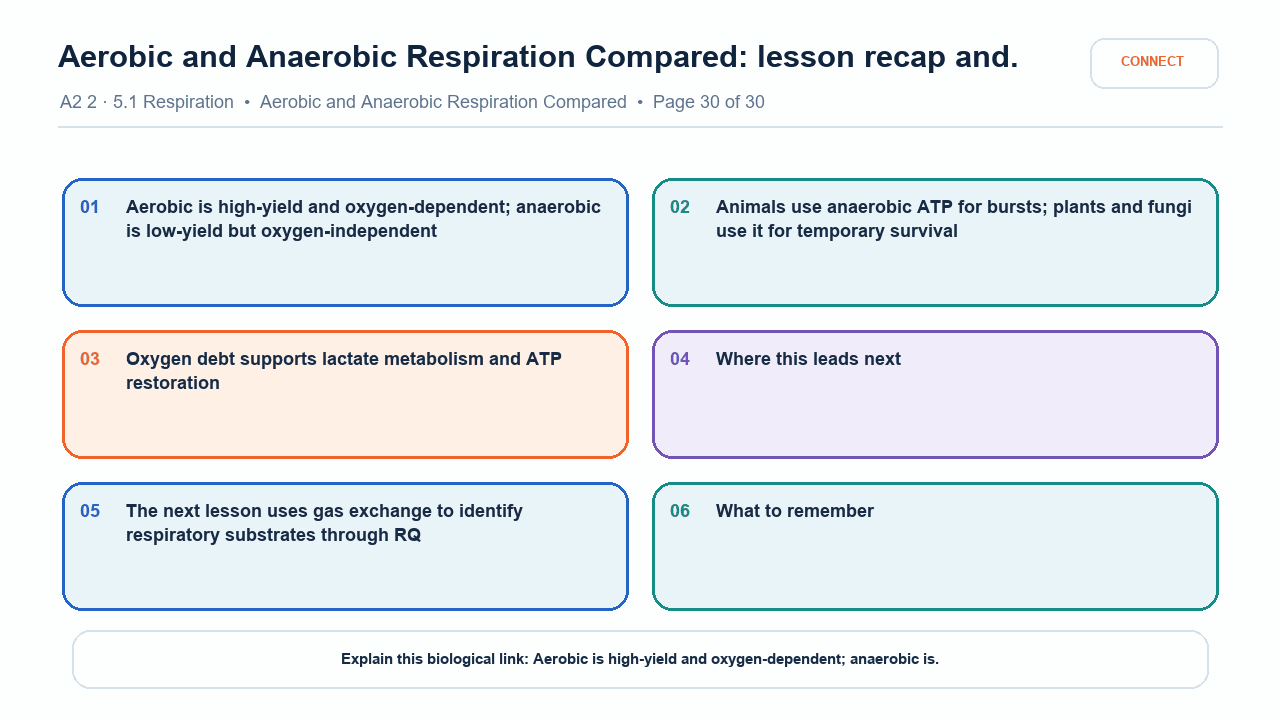 Aerobic and Anaerobic Respiration Compared: lesson recap and.
CONNECT
A2 2 · 5.1 Respiration • Aerobic and Anaerobic Respiration Compared • Page 30 of 30
01 Aerobic is high-yield and oxygen-dependent; anaerobic
is low-yield but oxygen-independent
02 Animals use anaerobic ATP for bursts; plants and fungi
use it for temporary survival
03 Oxygen debt supports lactate metabolism and ATP
restoration
04 Where this leads next
05 The next lesson uses gas exchange to identify
respiratory substrates through RQ
06 What to remember
Explain this biological link: Aerobic is high-yield and oxygen-dependent; anaerobic is.